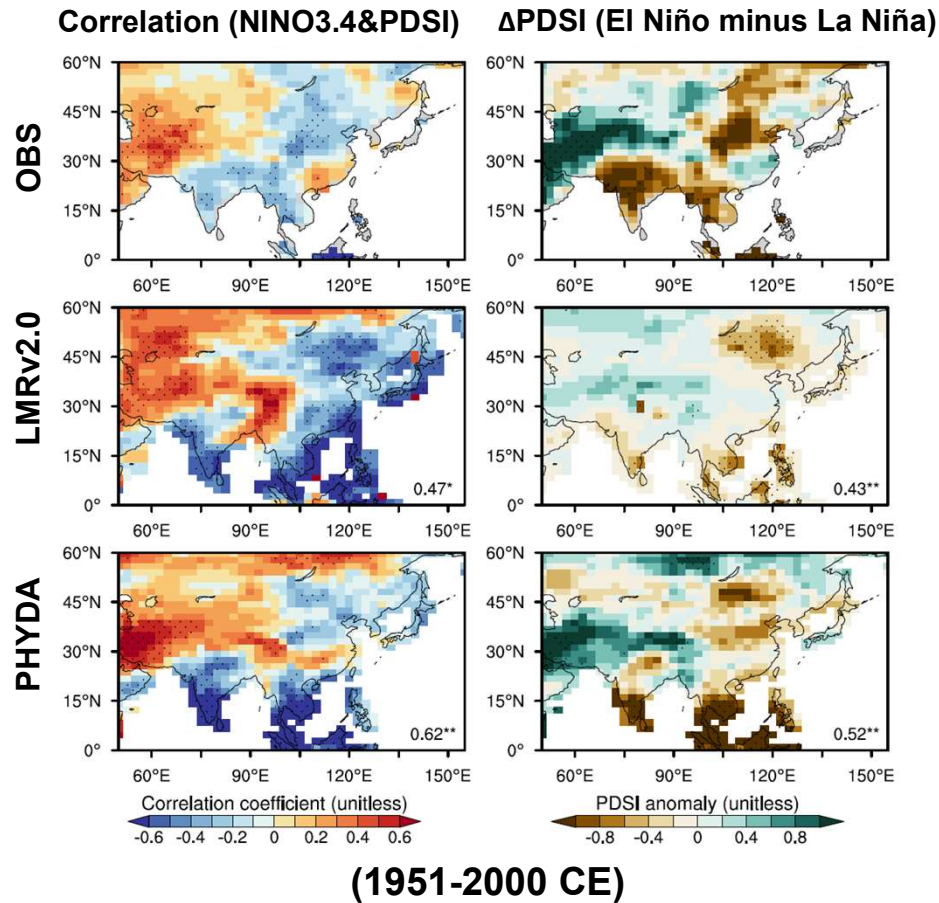 Correlation (NINO3.4&PDSI) ΔPDSI (El Niño minus La Niña)
OBS
60°N 60°N
45°N 45°N
30°N 30°N
15°N 15°N
0° 0°
60°E 90°E 120°E 150°E 60°E 90°E 120°E 150°E
LMRv2.0
60°N 60°N
45°N 45°N
30°N 30°N
15°N 15°N
0° 0.47* 0° 0.43**
60°E 90°E 120°E 150°E 60°E 90°E 120°E 150°E
PHYDA
60°N 60°N
45°N 45°N
30°N 30°N
15°N 15°N
0° 0.62** 0° 0.52**
60°E 90°E 120°E 150°E 60°E 90°E 120°E 150°E
Correlation coefficient (unitless) PDSI anomaly (unitless)
-0.6 -0.4 -0.2 0 0.2 0.4 0.6 -0.8 -0.4 0 0.4 0.8
(1951-2000 CE)